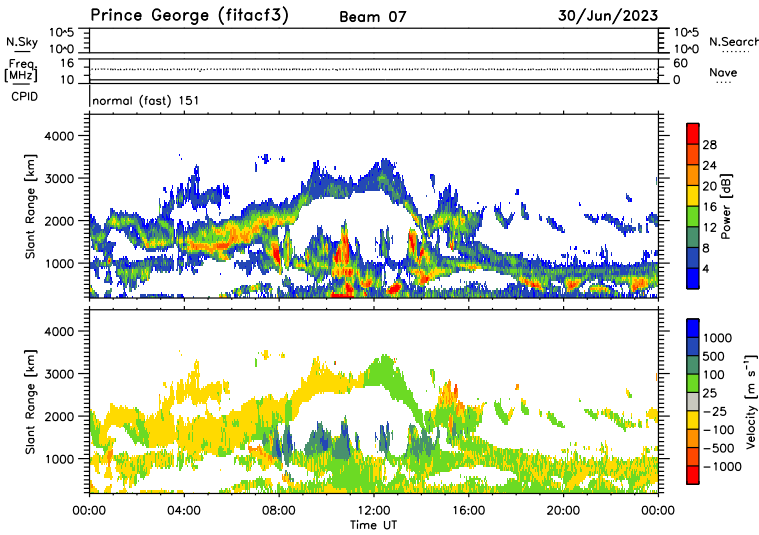 Prince George (fitacf3) Beam 07 30/Jun/2023
N.Sky 10^5 10^0 10^5 10^0 N.Search
Freq. [MHz] 16 10 60 0 Nave
CPID normal (fast) 151
Slant Range [km] 4000 3000 2000 1000
Power [dB] 28 24 20 16 12 8 4
Slant Range [km] 4000 3000 2000 1000
Velocity [m s^-1] 1000 500 100 25 -25 -100 -500 -1000
00:00 04:00 08:00 12:00 16:00 20:00 00:00
Time UT